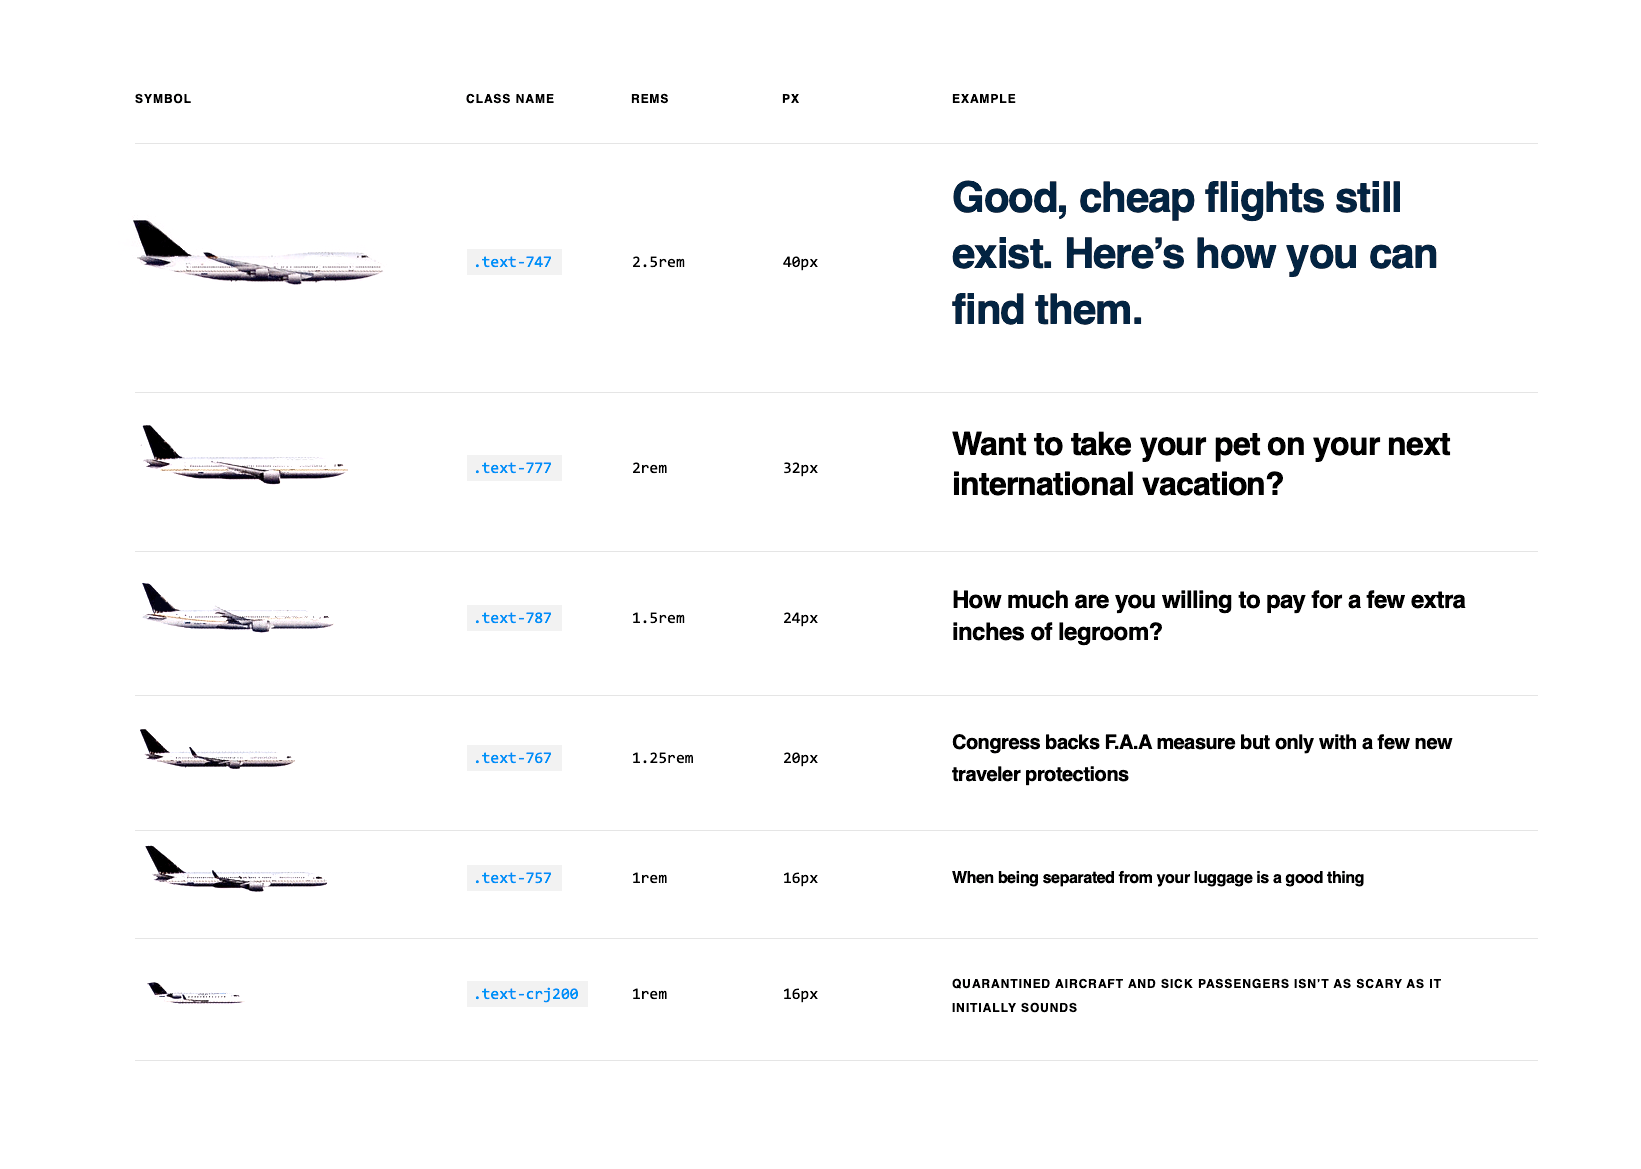 SYMBOL CLASS NAME REMS PX EXAMPLE
.text-747 2.5rem 40px Good, cheap flights still
exist. Here’s how you can
find them.
.text-777 2rem 32px Want to take your pet on your next
international vacation?
.text-787 1.5rem 24px How much are you willing to pay for a few extra
inches of legroom?
.text-767 1.25rem 20px Congress backs F.A.A measure but only with a few new
traveler protections
.text-757 1rem 16px When being separated from your luggage is a good thing
.text-crj200 1rem 16px QUARANTINED AIRCRAFT AND SICK PASSENGERS ISN’T AS SCARY AS IT
INITIALLY SOUNDS